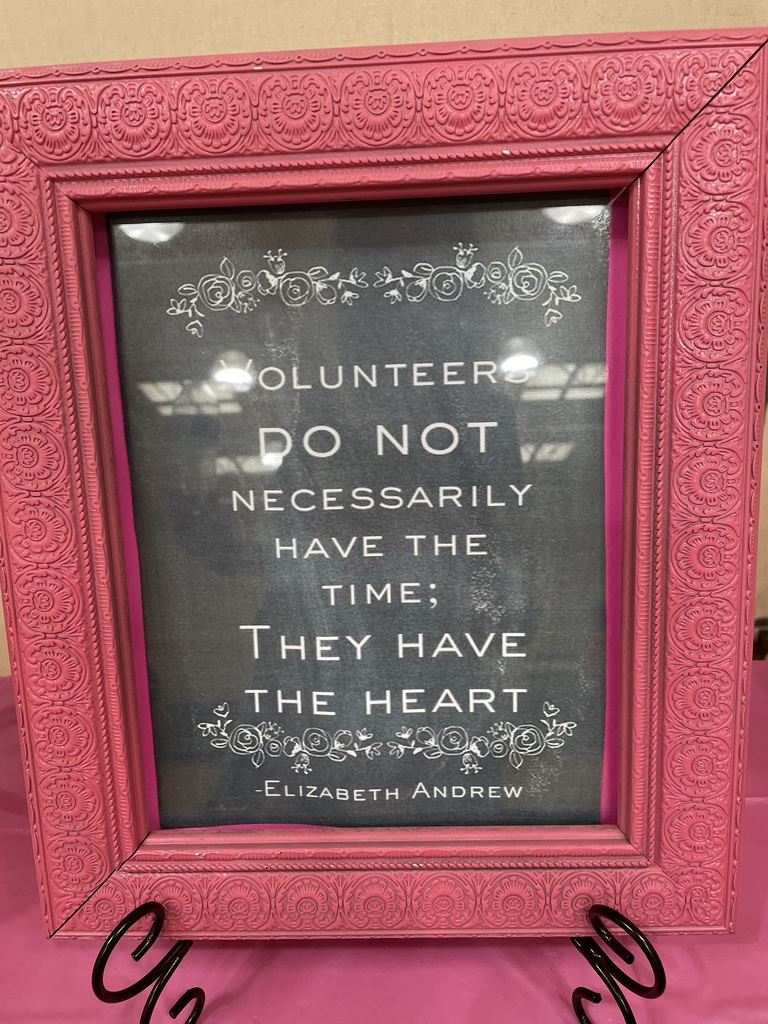 Volunteers
DO NOT
NECESSARILY
HAVE THE
TIME;
They HAVE
THE HEART
-Elizabeth Andrew